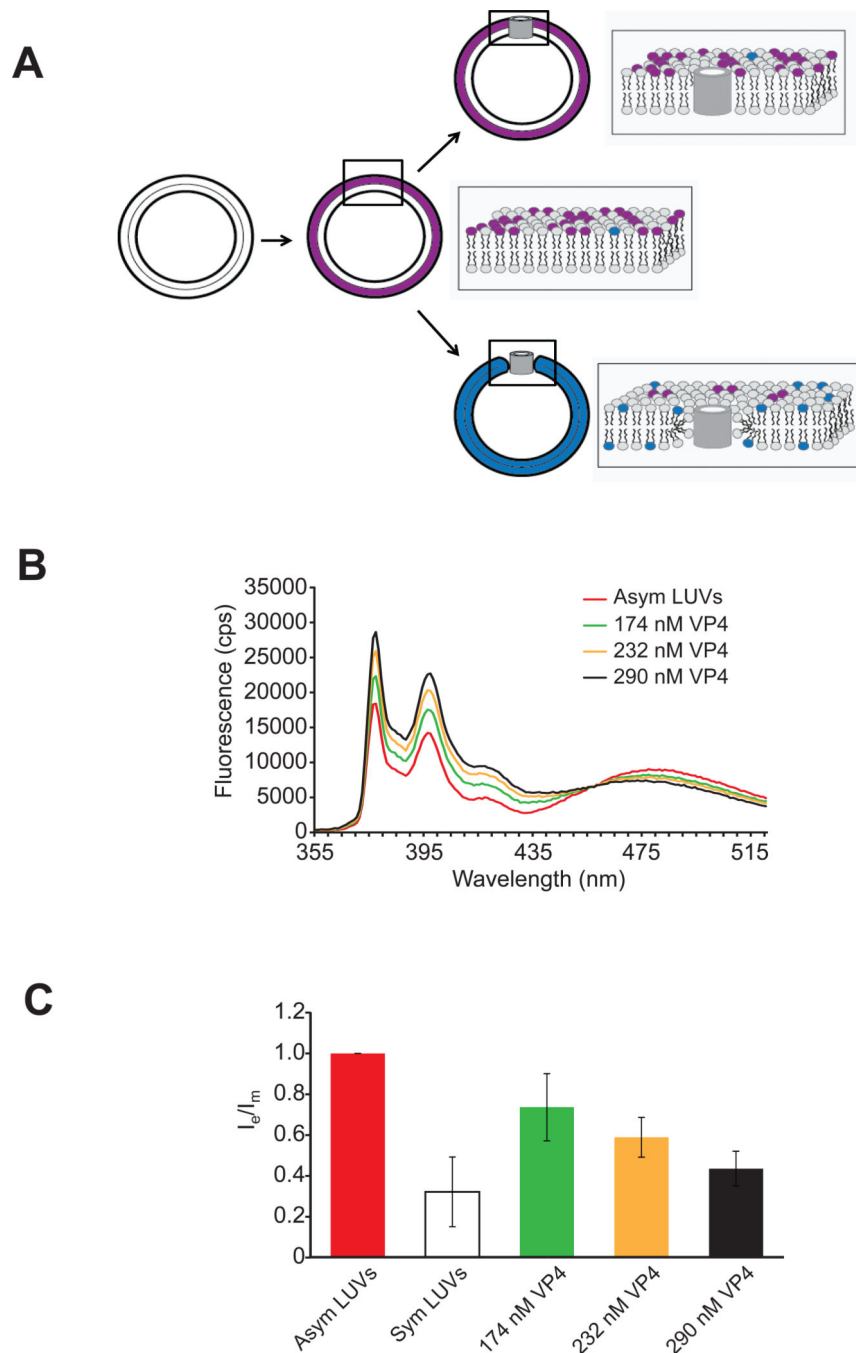 A
B
35000
30000
25000
20000
15000
10000
5000
0
Fluorescence (cps)
355
395
435
475
515
Wavelength (nm)
Asym LUVs
174 nM VP4
232 nM VP4
290 nM VP4
C
1.2
1.0
0.8
0.6
0.4
0.2
0
Ie/Im
Asym LUVs
Sym LUVs
174 nM VP4
232 nM VP4
290 nM VP4